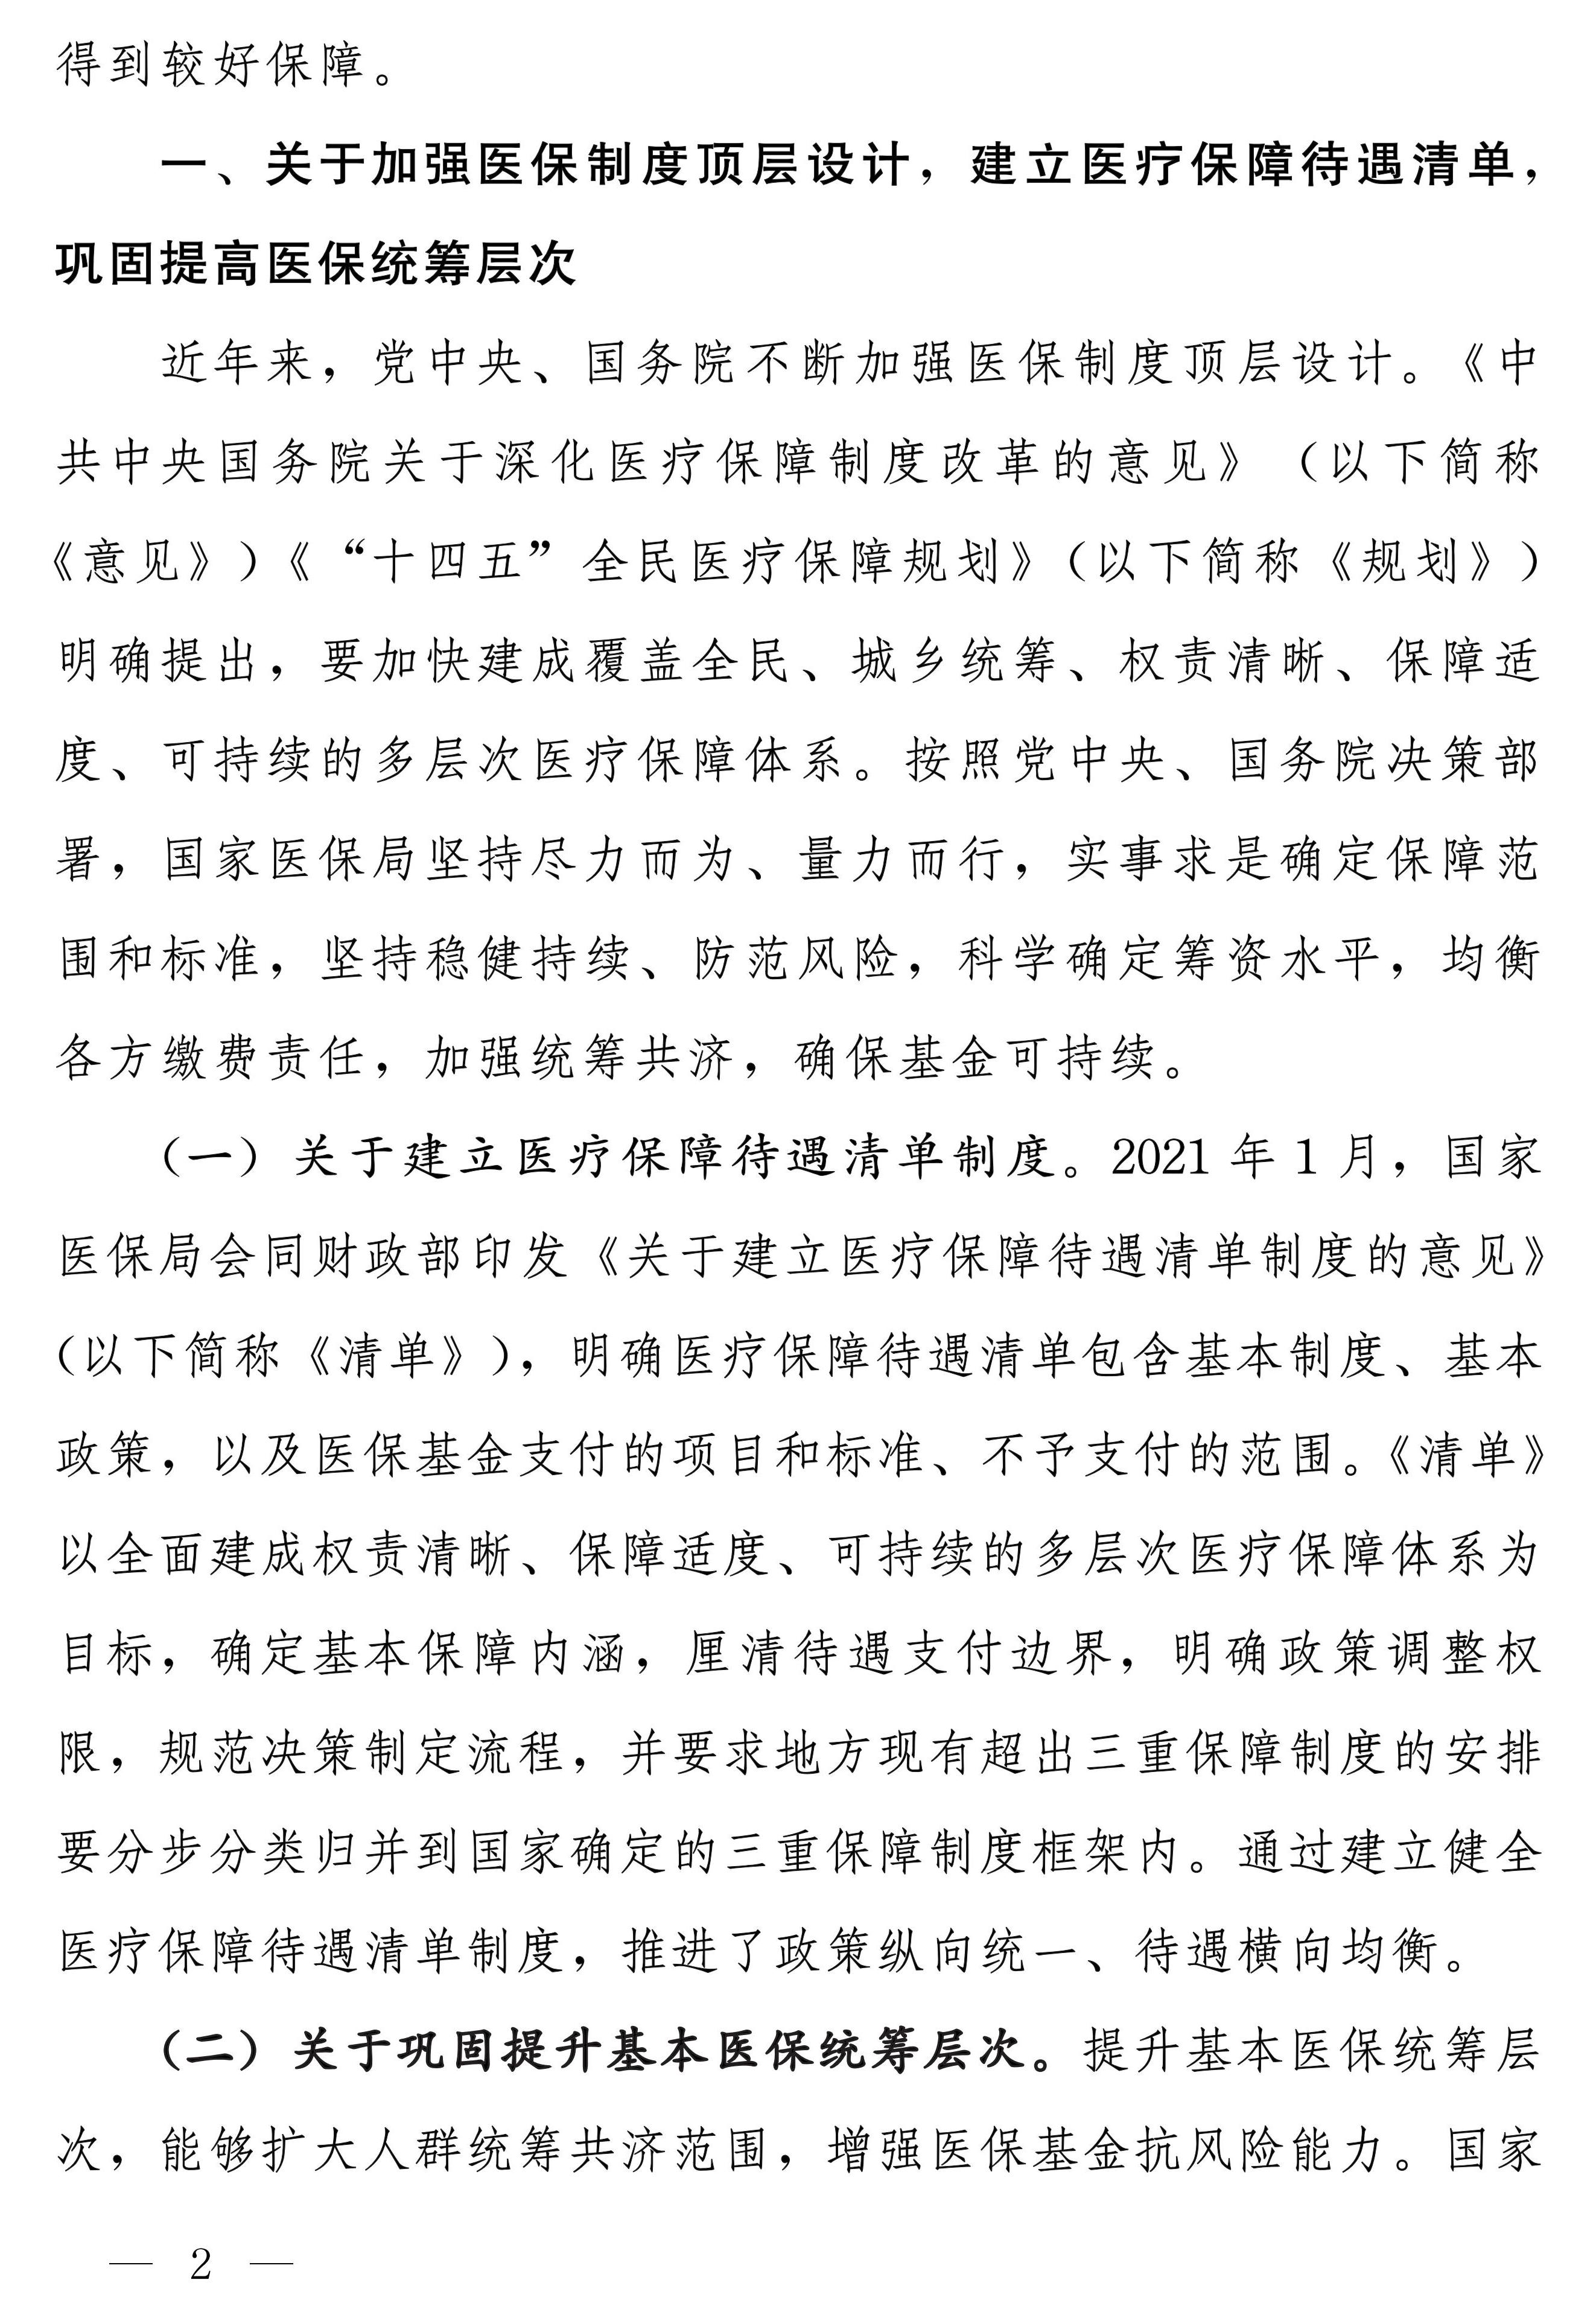 得到较好保障。
一、关于加强医保制度顶层设计，建立医疗保障待遇清单，
巩固提高医保统筹层次
近年来，党中央、国务院不断加强医保制度顶层设计。《中
共中央国务院关于深化医疗保障制度改革的意见》（以下简称
《意见》）《“十四五”全民医疗保障规划》（以下简称《规划》）
明确提出，要加快建成覆盖全民、城乡统筹、权责清晰、保障适
度、可持续的多层次医疗保障体系。按照党中央、国务院决策部
署，国家医保局坚持尽力而为、量力而行，实事求是确定保障范
围和标准，坚持稳健持续、防范风险，科学确定筹资水平，均衡
各方缴费责任，加强统筹共济，确保基金可持续。
（一）关于建立医疗保障待遇清单制度。2021 年 1 月，国家
医保局会同财政部印发《关于建立医疗保障待遇清单制度的意见》
（以下简称《清单》），明确医疗保障待遇清单包含基本制度、基本
政策，以及医保基金支付的项目和标准、不予支付的范围。《清单》
以全面建成权责清晰、保障适度、可持续的多层次医疗保障体系为
目标，确定基本保障内涵，厘清待遇支付边界，明确政策调整权
限，规范决策制定流程，并要求地方现有超出三重保障制度的安排
要分步分类归并到国家确定的三重保障制度框架内。通过建立健全
医疗保障待遇清单制度，推进了政策纵向统一、待遇横向均衡。
（二）关于巩固提升基本医保统筹层次。提升基本医保统筹层
次，能够扩大人群统筹共济范围，增强医保基金抗风险能力。国家
— 2 —